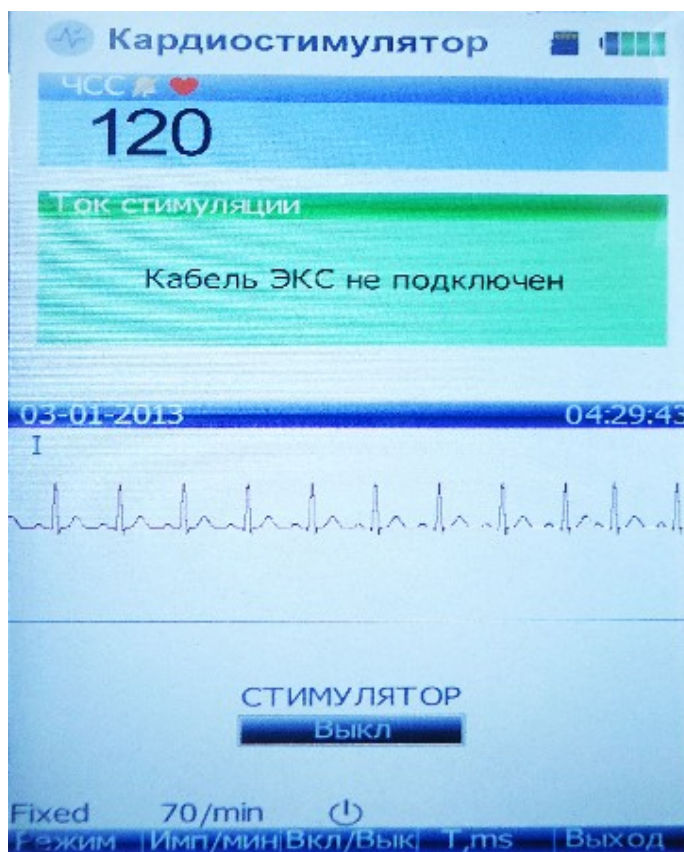 Кардиостимулятор
ЧСС
120
Ток стимуляции
Кабель ЭКС не подключен
03-01-2013 04:29:43
I
СТИМУЛЯТОР
Выкл
Fixed 70/min
Режим Имп/мин Вкл/Вык T,ms Выход